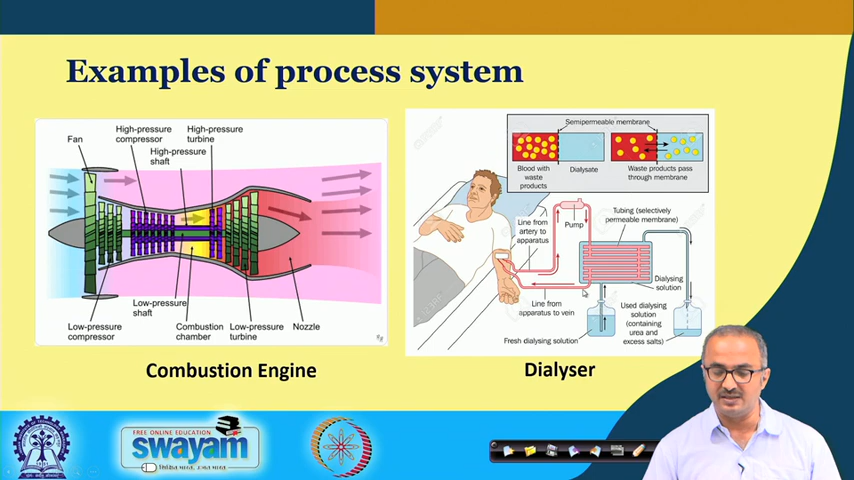 Examples of process system
Fan
High-pressure
compressor
High-pressure
turbine
High-pressure
shaft
Low-pressure
compressor
Low-pressure
shaft
Combustion
chamber
Low-pressure
turbine
Nozzle
Combustion Engine
Semipermeable membrane
Blood with
waste
products
Dialysate
Waste products pass
through membrane
Line from
artery to
apparatus
Pump
Tubing (selectively
permeable membrane)
Dialysing
solution
Line from
apparatus to vein
Fresh dialysing solution
Used dialysing
solution
(containing
urea and
excess salts)
Dialyser
FREE ONLINE EDUCATION
swayam